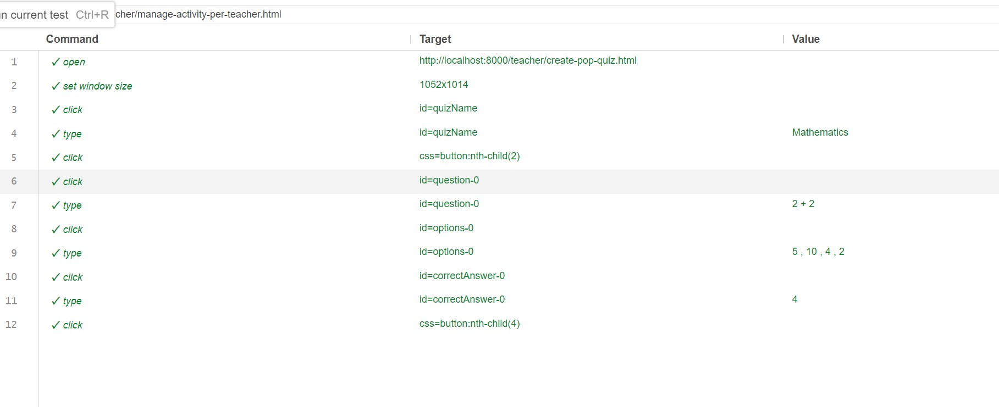 n current test Ctrl+R cher/manage-activity-per-teacher.html
Command Target Value
1 ✓ open http://localhost:8000/teacher/create-pop-quiz.html
2 ✓ set window size 1052x1014
3 ✓ click id=quizName
4 ✓ type id=quizName Mathematics
5 ✓ click css=button:nth-child(2)
6 ✓ click id=question-0
7 ✓ type id=question-0 2 + 2
8 ✓ click id=options-0
9 ✓ type id=options-0 5 , 10 , 4 , 2
10 ✓ click id=correctAnswer-0
11 ✓ type id=correctAnswer-0 4
12 ✓ click css=button:nth-child(4)